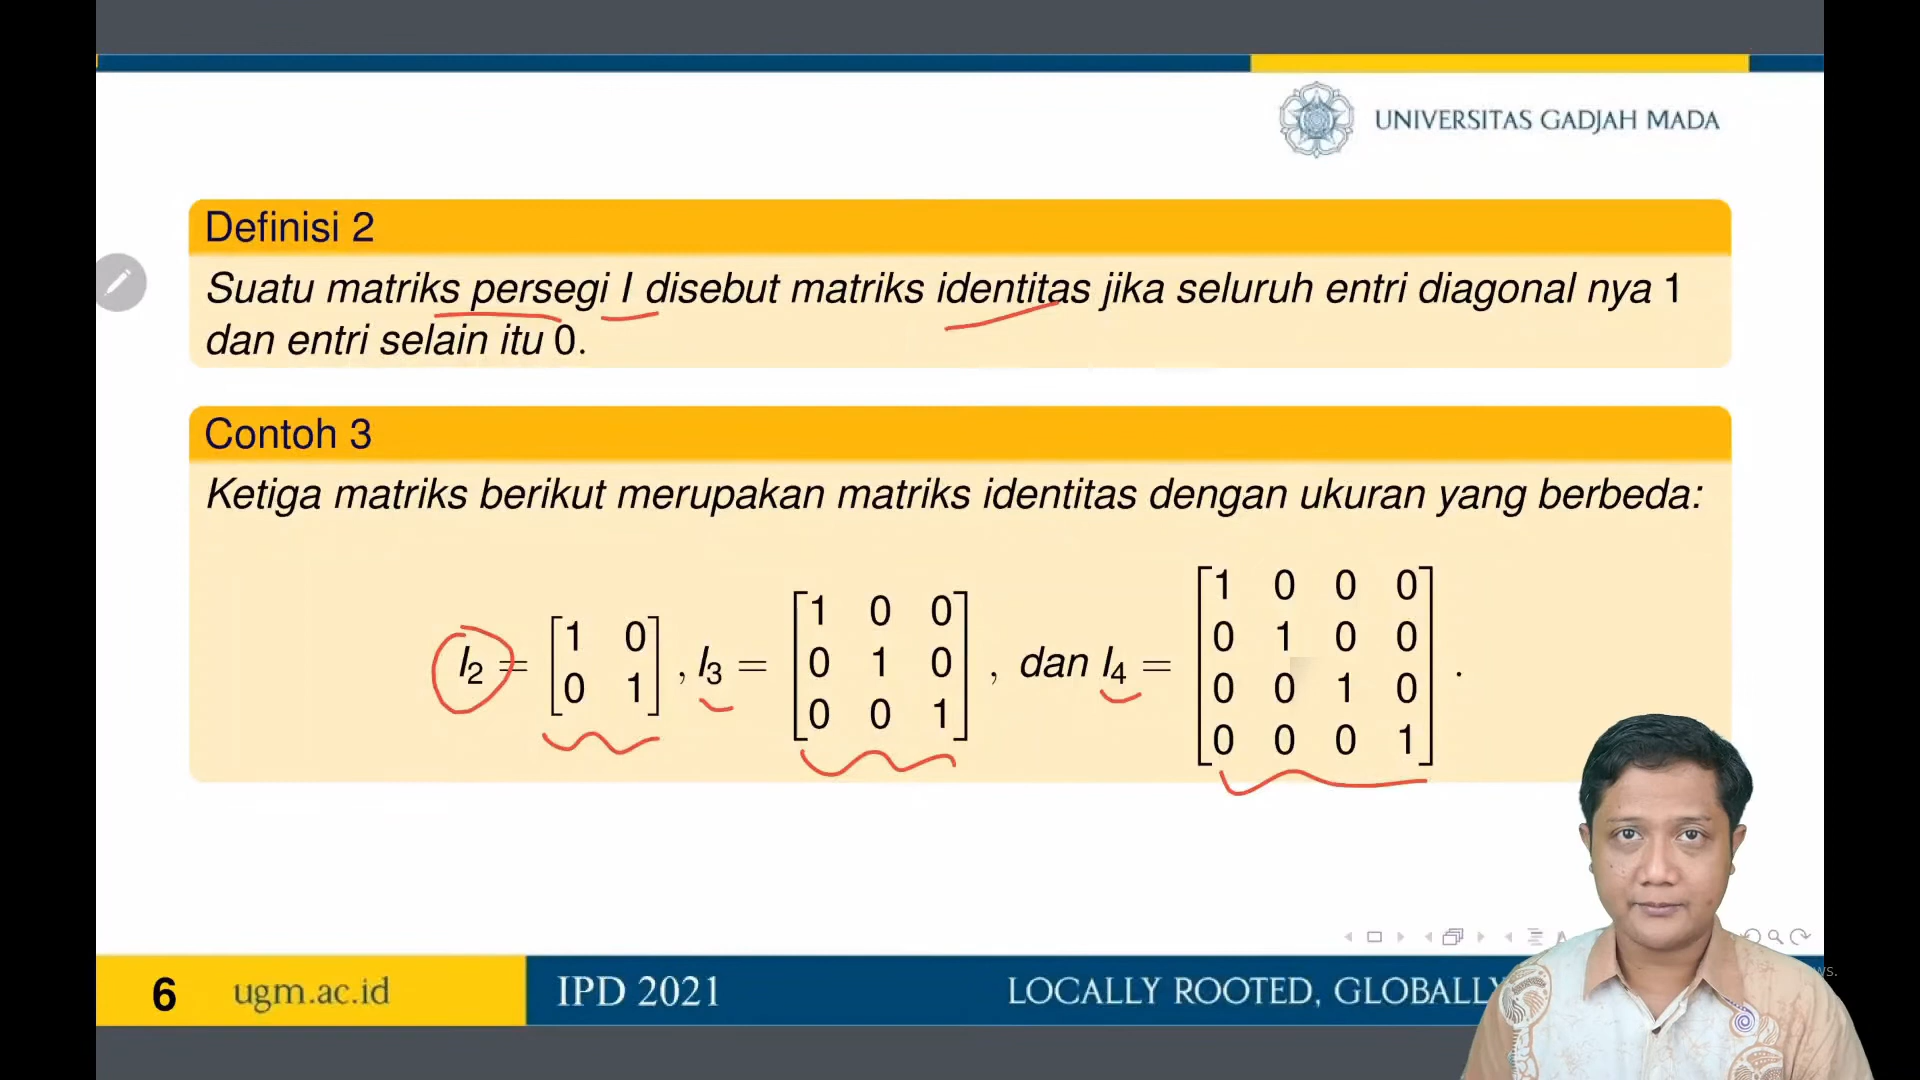 UNIVERSITAS GADJAH MADA
Definisi 2
Suatu matriks persegi I disebut matriks identitas jika seluruh entri diagonal nya 1
dan entri selain itu 0.
Contoh 3
Ketiga matriks berikut merupakan matriks identitas dengan ukuran yang berbeda:
I₂ = [1 0; 0 1], I₃ = [1 0 0; 0 1 0; 0 0 1], dan I₄ = [1 0 0 0; 0 1 0 0; 0 0 1 0; 0 0 0 1].
6 ugm.ac.id IPD 2021 LOCALLY ROOTED, GLOBALLY